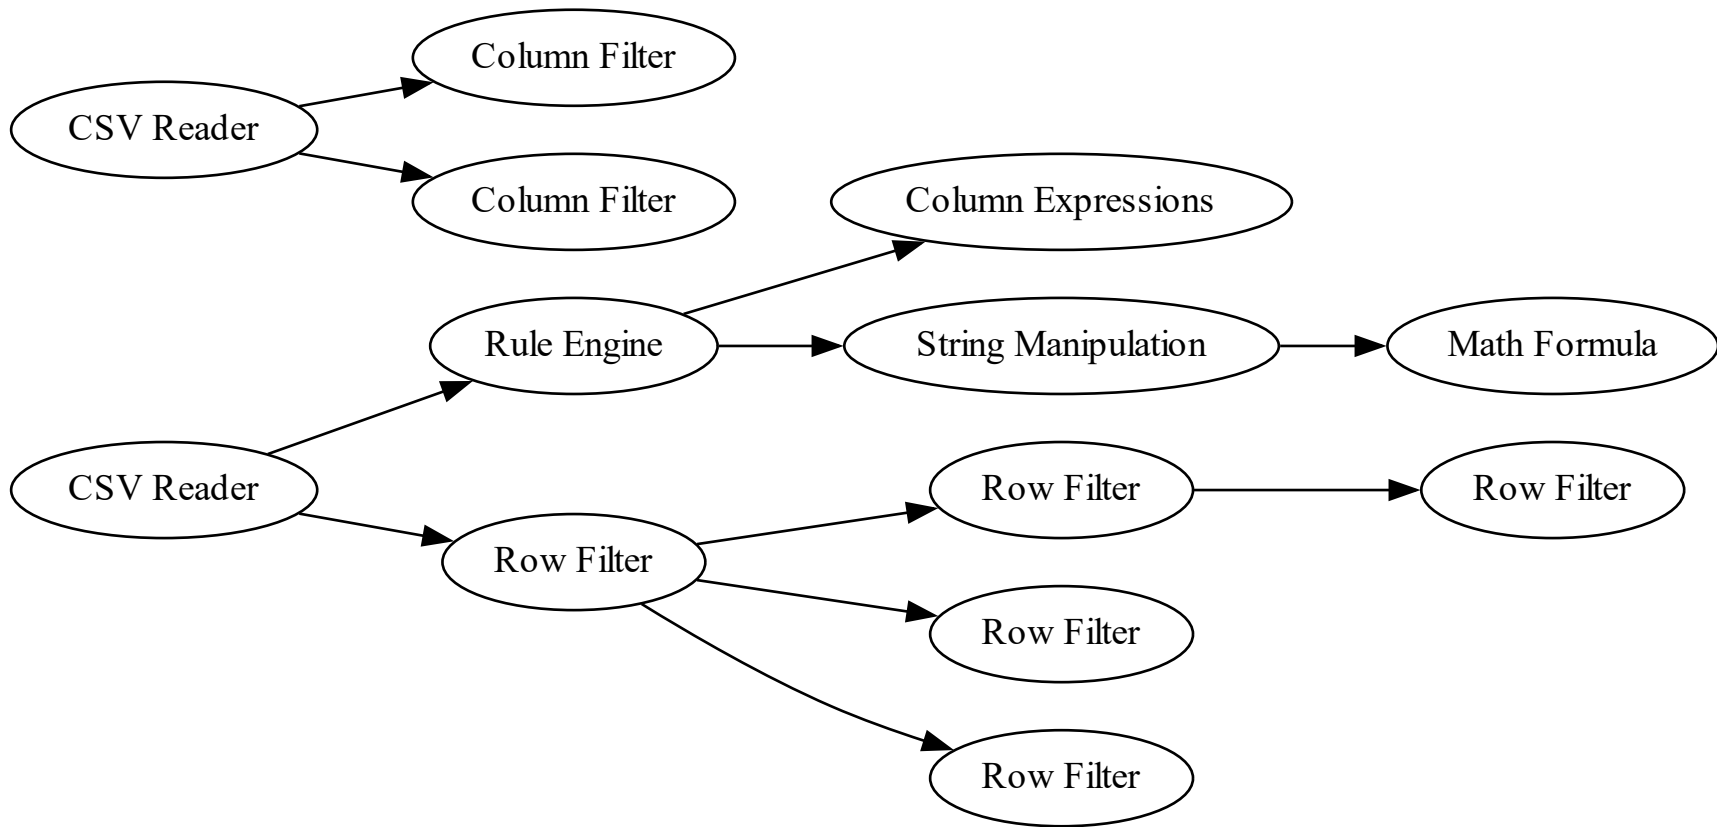 Column Filter
CSV Reader
Column Filter
Column Expressions
Rule Engine
String Manipulation
Math Formula
CSV Reader
Row Filter
Row Filter
Row Filter
Row Filter
Row Filter